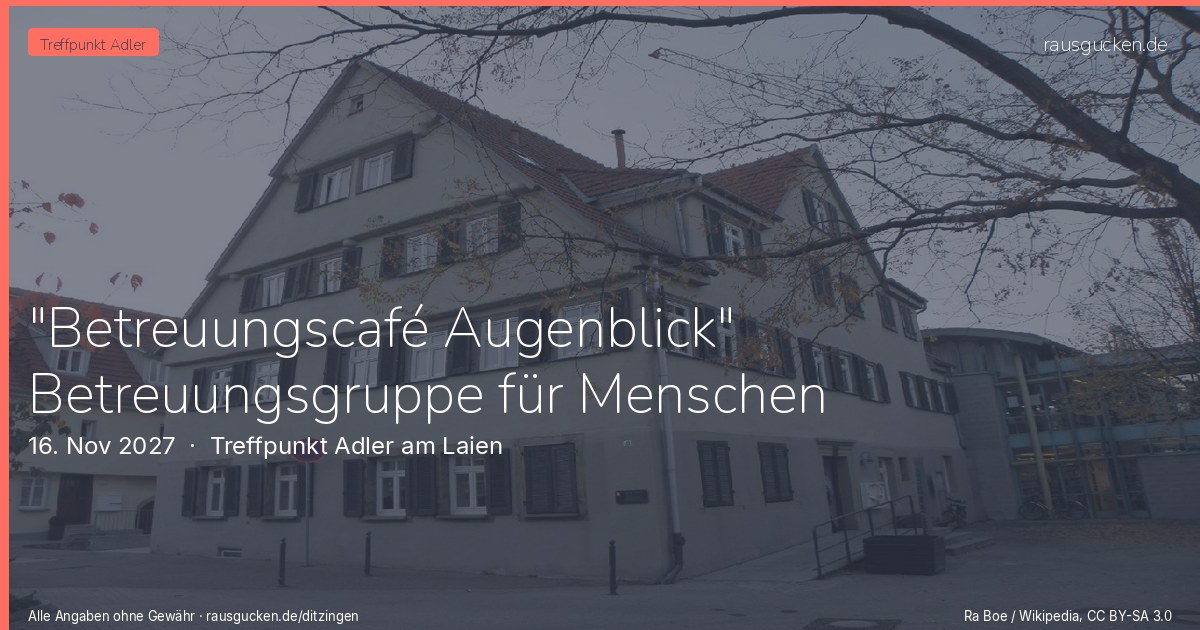 Treffpunkt Adler
rausgucken.de
"Betreuungscafé Augenblick"
Betreuungsgruppe für Menschen
16. Nov 2027 · Treffpunkt Adler am Laien
Alle Angaben ohne Gewähr · rausgucken.de/ditzingen
Ra Boe / Wikipedia, CC BY-SA 3.0